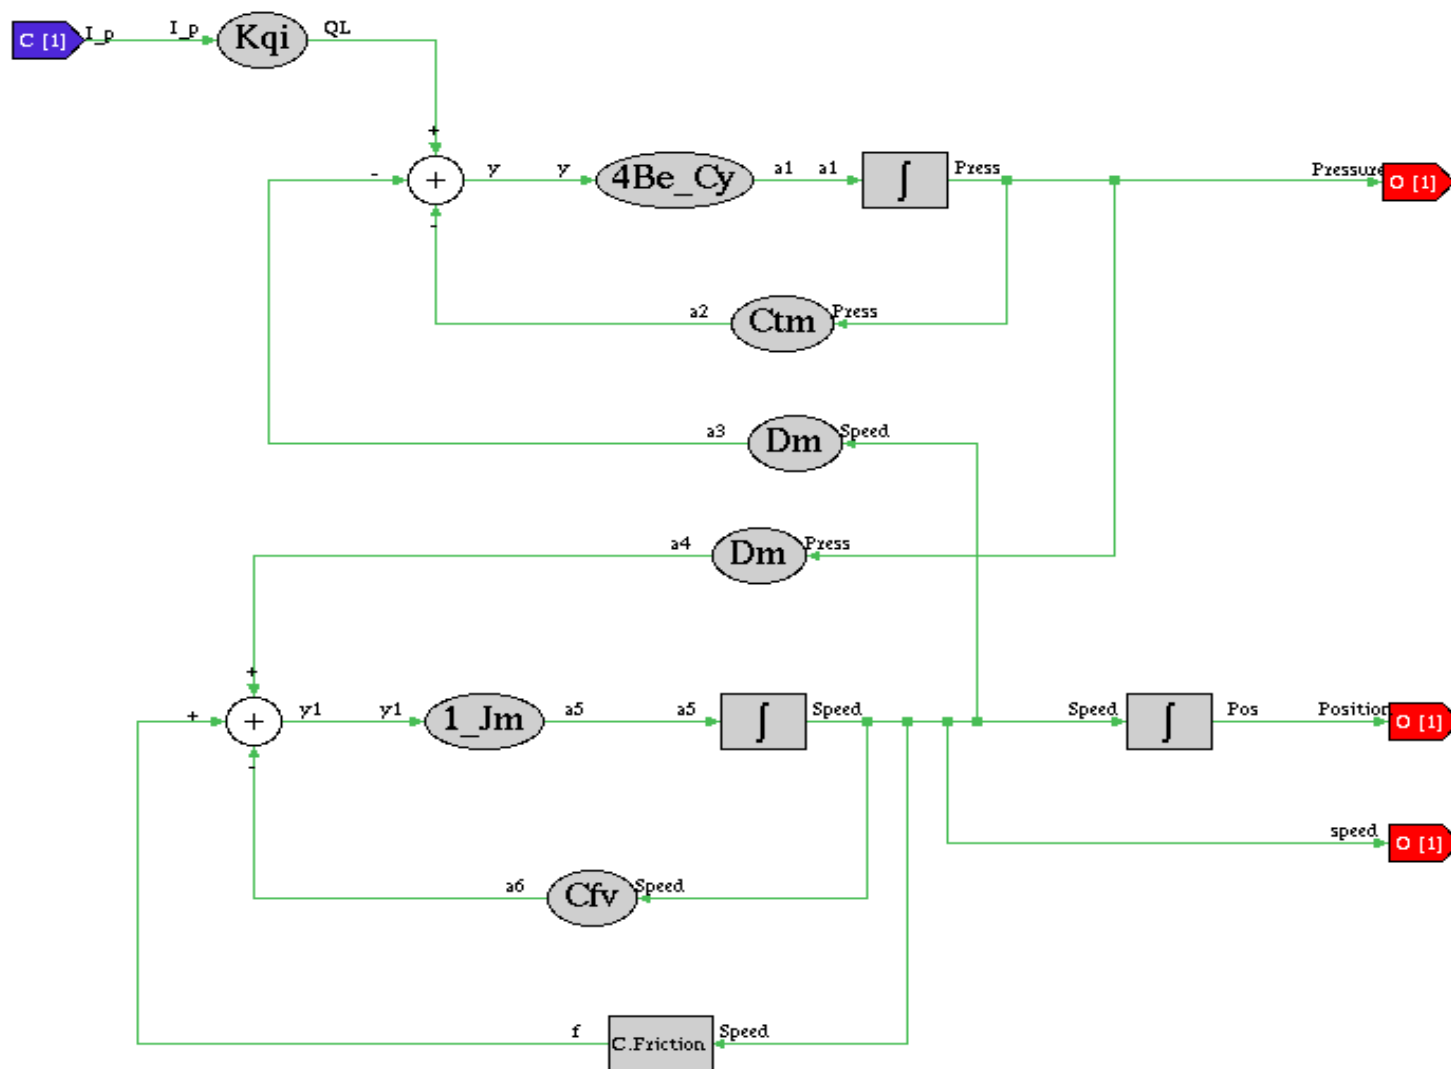 C [1] I_p I_p Kqi QL
+
- + y y 4Be_Cy a1 a1 ∫ Press Pressure O [1]
-
a2 Ctm Press
a3 Dm Speed
a4 Dm Press
+
+ + y1 y1 1_Jm a5 a5 ∫ Speed Speed ∫ Pos Position O [1]
-
speed O [1]
a6 Cfv Speed
f C.Friction Speed